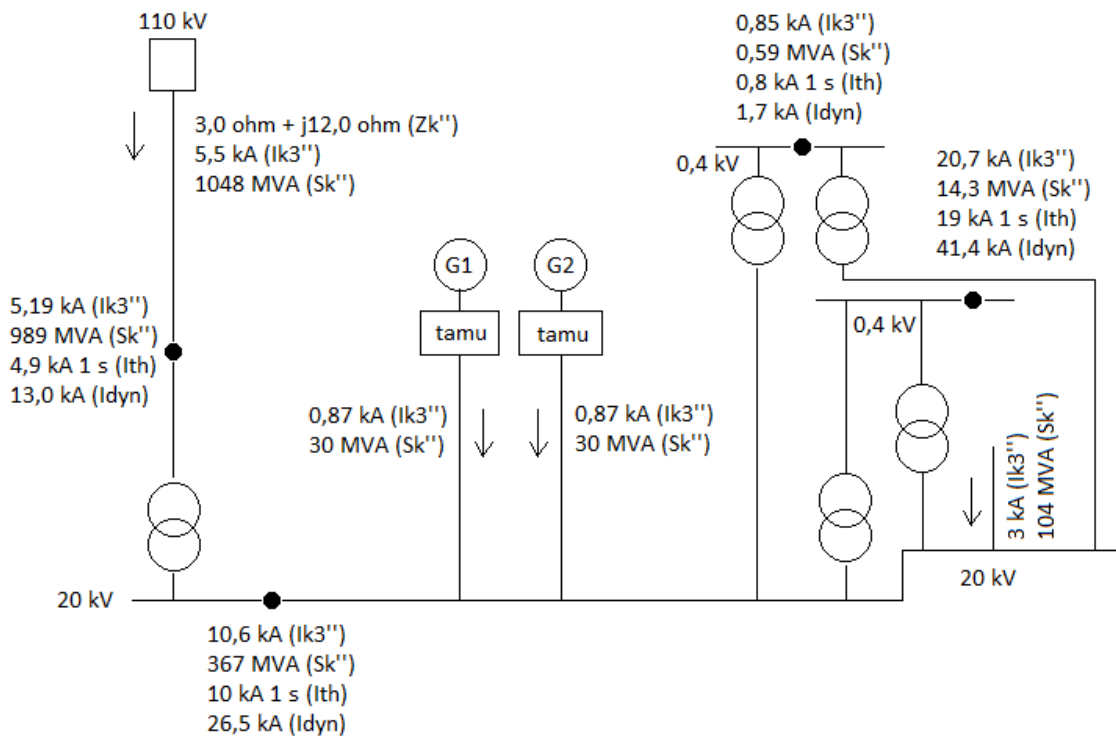 110 kV
3,0 ohm + j12,0 ohm (Zk'')
5,5 kA (Ik3'')
1048 MVA (Sk'')
0,85 kA (Ik3'')
0,59 MVA (Sk'')
0,8 kA 1 s (Ith)
1,7 kA (Idyn)
0,4 kV
20,7 kA (Ik3'')
14,3 MVA (Sk'')
19 kA 1 s (Ith)
41,4 kA (Idyn)
G1
G2
tamu
tamu
5,19 kA (Ik3'')
989 MVA (Sk'')
4,9 kA 1 s (Ith)
13,0 kA (Idyn)
0,4 kV
0,87 kA (Ik3'')
30 MVA (Sk'')
0,87 kA (Ik3'')
30 MVA (Sk'')
3 kA (Ik3'')
104 MVA (Sk'')
20 kV
20 kV
10,6 kA (Ik3'')
367 MVA (Sk'')
10 kA 1 s (Ith)
26,5 kA (Idyn)